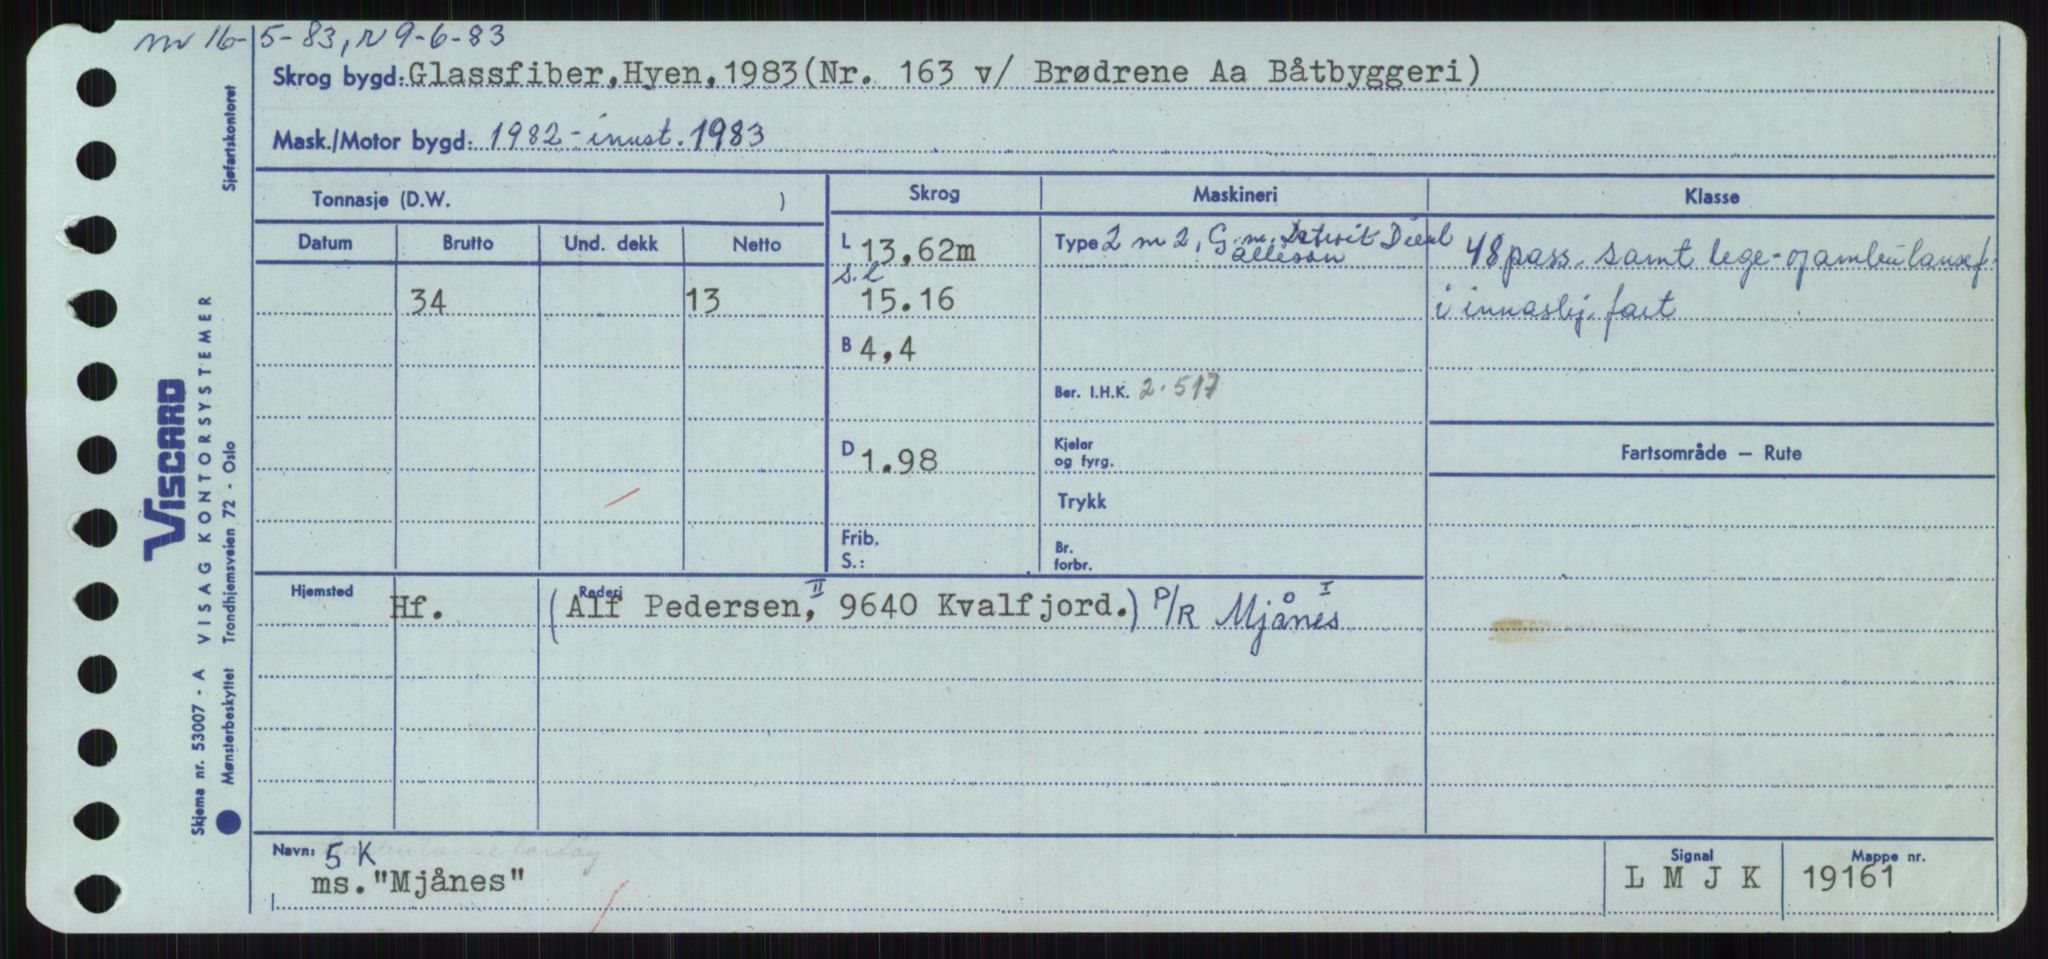 nv 16-5-83, N 9-6-83
Skrog bygd: Glassfiber, Hyen, 1983 (Nr. 163 v/ Brødrene Aa Båtbyggeri)
Mask./Motor bygd: 1982 - inust. 1983
Tonnasje (D.W. )
Skrog
Maskineri
Klasse
Datum
Brutto
Und. dekk
Netto
34
13
L 13,62m
s.l
15.16
B 4,4
D 1.98
Frib.
S.:
Type 2 m 2, G.m. Detroit Diesel
alleson
Ber. I.H.K. 2·517
Kjelar
og fyrg.
Trykk
Br.
forbr.
48 pass. samt lege- og ambulansef.
i innaskj. fart
Fartsområde — Rute
Hjemsted
Hf.
Rederi
(Alf Pedersen, II 9640 Kvalfjord.) P/R Mjånes I
Navn: 5 K
ms. "Mjånes"
Signal
L M J K
Mappe nr.
19161
Sjøfartskontoret
VISCARD
VISAG KONTORSYSTEMER
Skjema nr. 53007 - A
Mønsterbeskyttet Trondhjemsveien 72 - Oslo